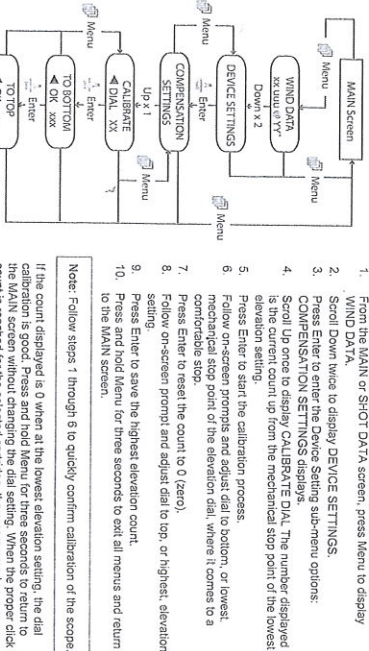 MAIN Screen
Menu
WIND DATA
xx uuu @ YY°
Menu
Down x 2
DEVICE SETTINGS
Menu
Enter
COMPENSATION
SETTINGS
Menu
Up x 1
CALIBRATE
◀ DIAL XX
Menu
Enter
TO BOTTOM
◀ OK xxx
Menu
Enter
TO TOP
1. From the MAIN or SHOT DATA screen, press Menu to display
WIND DATA.
2. Scroll Down twice to display DEVICE SETTINGS.
3. Press Enter to enter the Device Setting sub-menu options:
COMPENSATION SETTINGS displays.
4. Scroll Up once to display CALIBRATE DIAL The number displayed
is the current count up from the mechanical stop point of the lowest
elevation setting.
5. Press Enter to start the calibration process.
6. Follow on-screen prompts and adjust dial to bottom, or lowest.
mechanical stop point of the elevation dial, where it comes to a
comfortable stop.
7. Press Enter to reset the count to 0 (zero).
8. Follow on-screen prompt and adjust dial to top, or highest, elevation
setting.
9. Press Enter to save the highest elevation count.
10. Press and hold Menu for three seconds to exit all menus and return
to the MAIN screen.
Note: Follow steps 1 through 6 to quickly confirm calibration of the scope.
If the count displayed is 0 when at the lowest elevation setting, the dial
calibration is good. Press and hold Menu for three seconds to return to
the MAIN screen without changing the dial setting. When the proper click